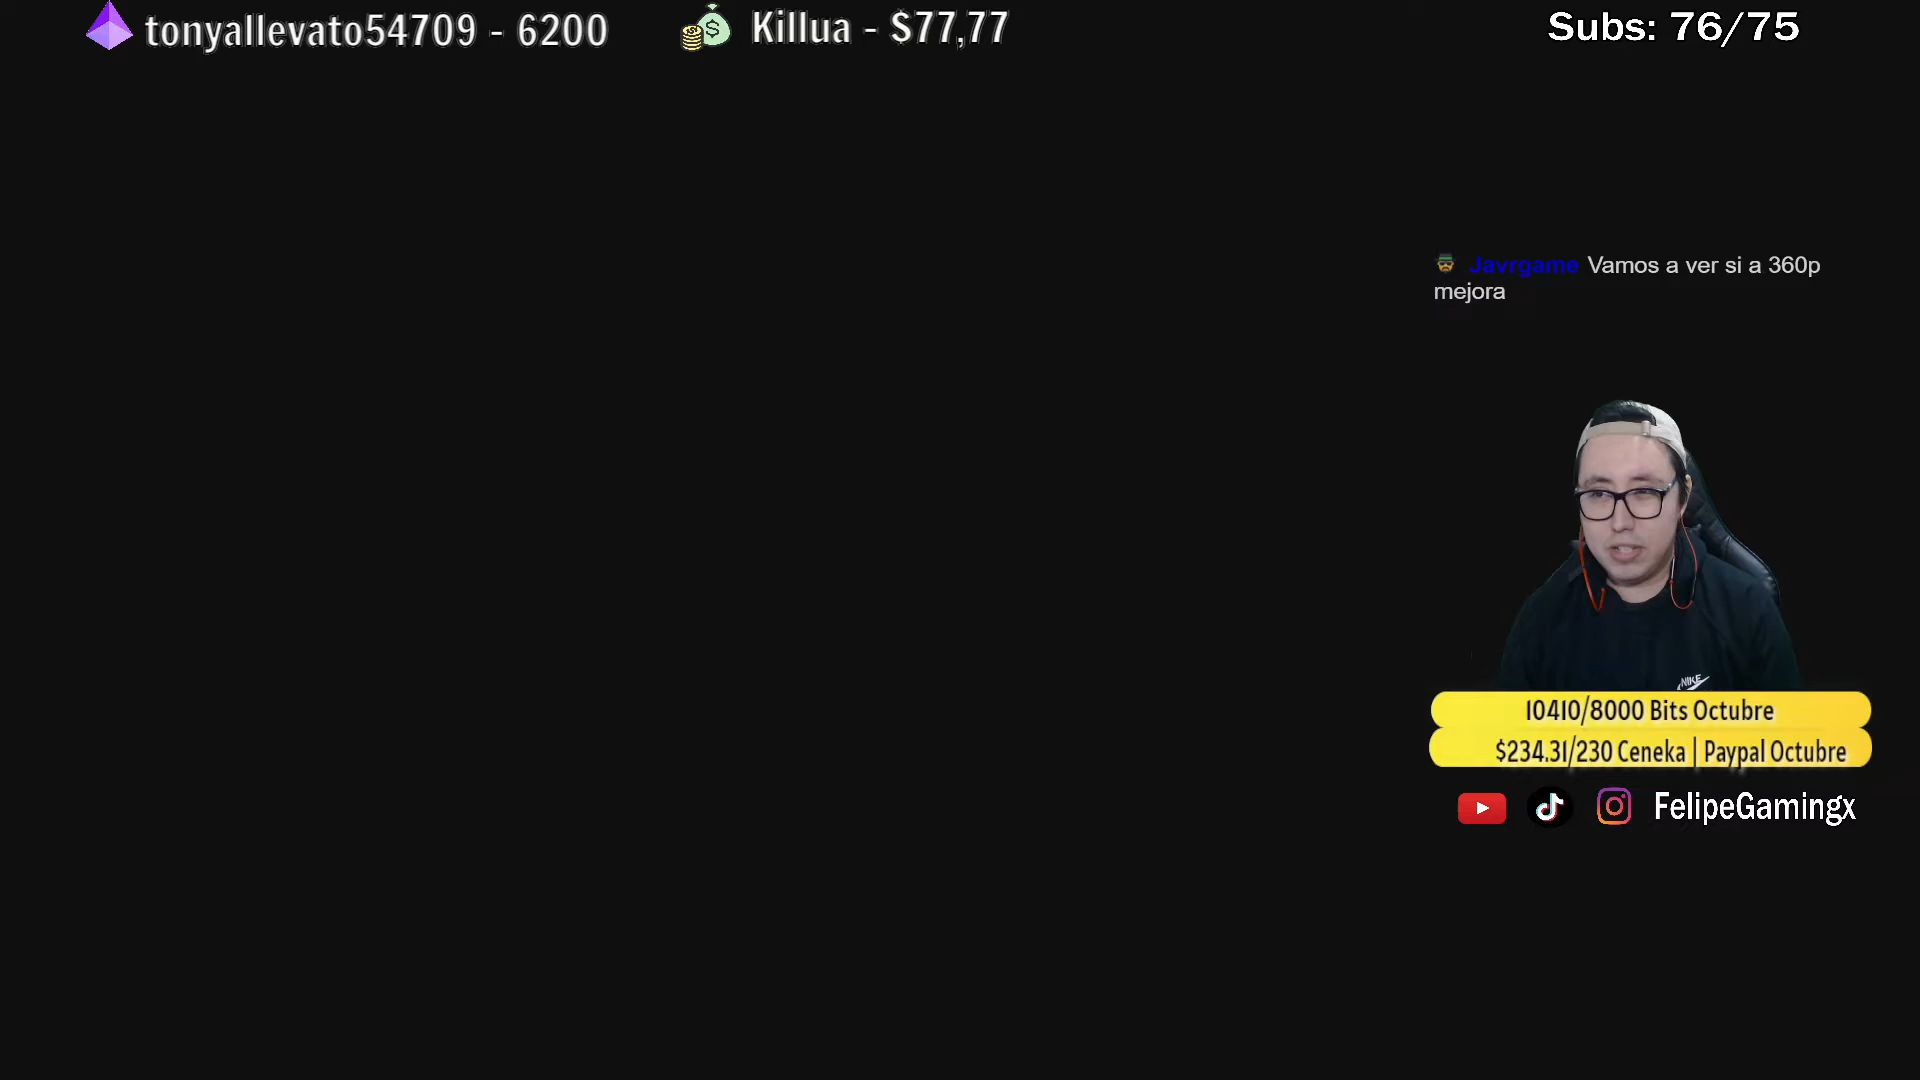 tonyallevato54709 - 6200
Killua - $77,77
Subs: 76/75
Javrgame Vamos a ver si a 360p
mejora
NIKE
10410/8000 Bits Octubre
$234.31/230 Ceneka | Paypal Octubre
FelipeGamingx